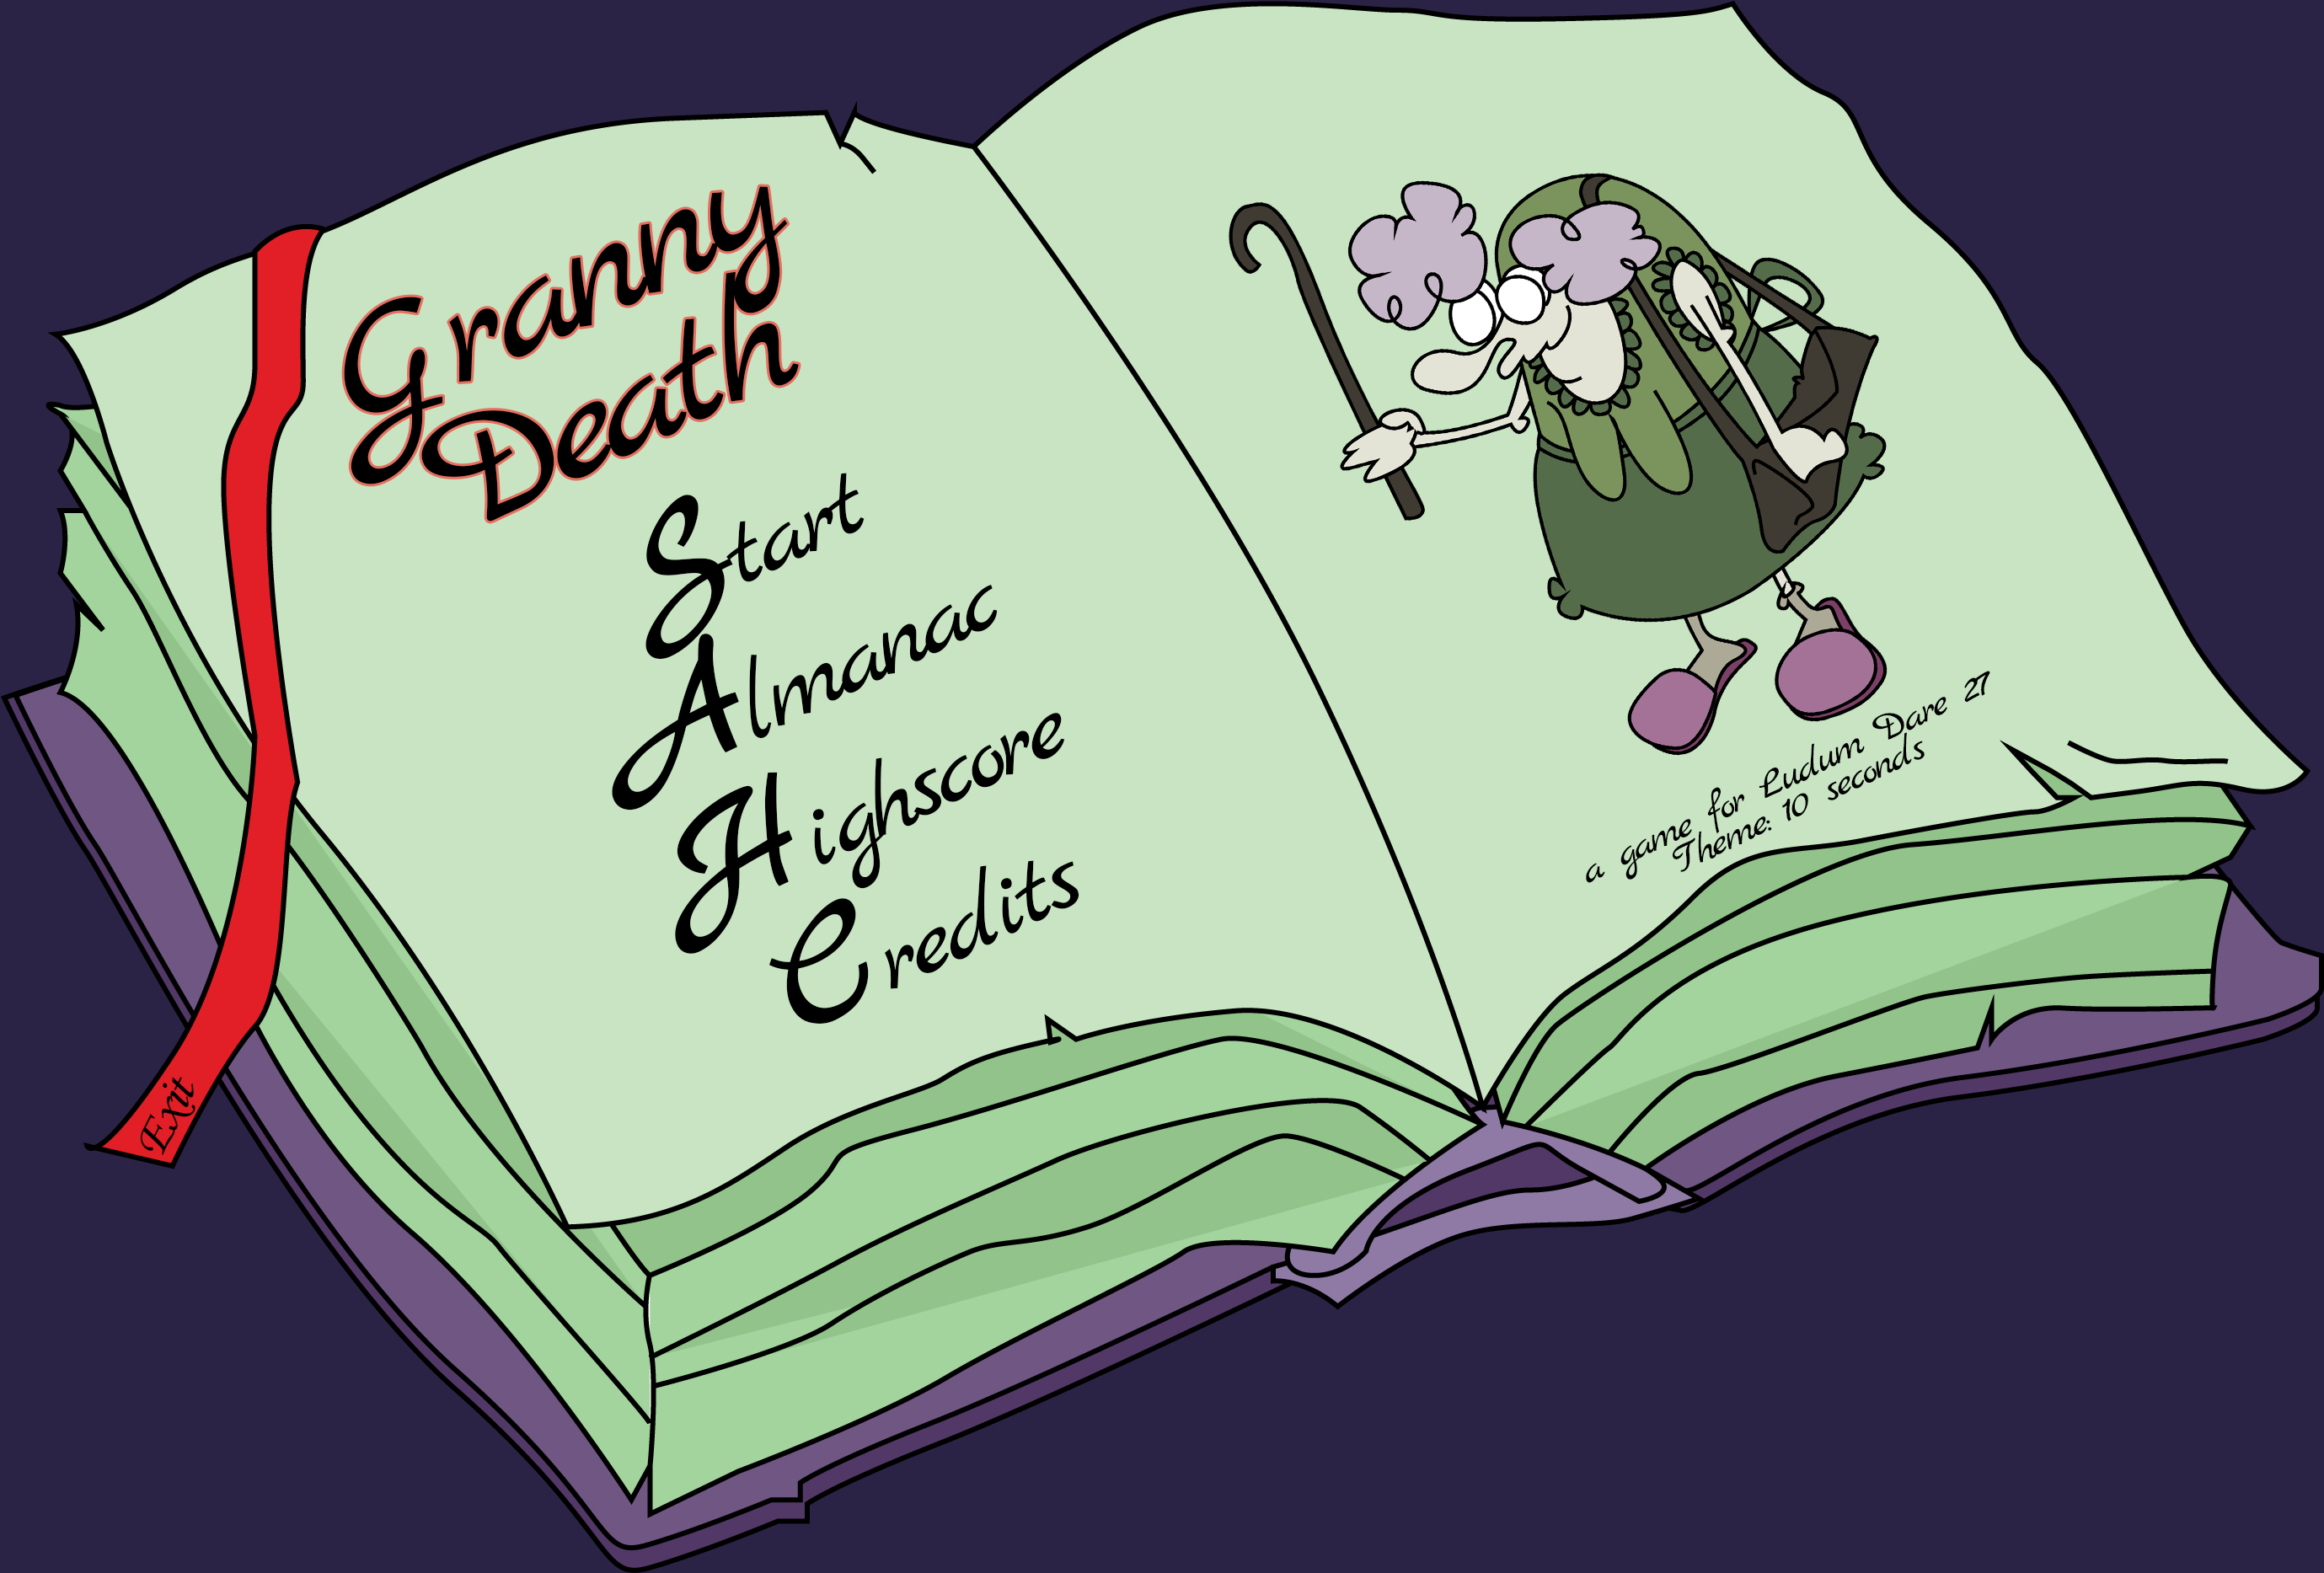 Granny
Death
Start
Almanac
Highscore
Credits
Exit
a game for Ludum Dare 27
Theme: 10 seconds